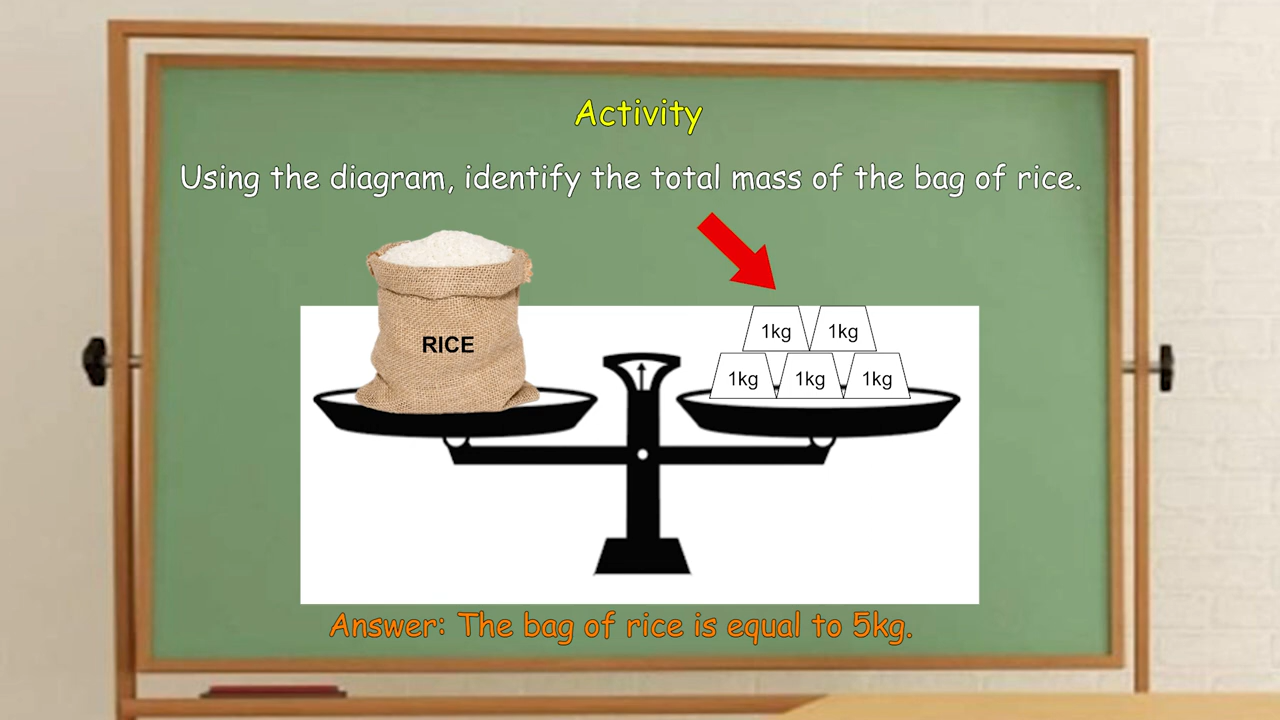 Activity
Using the diagram, identify the total mass of the bag of rice.
RICE
1kg 1kg
1kg 1kg 1kg
Answer: The bag of rice is equal to 5kg.